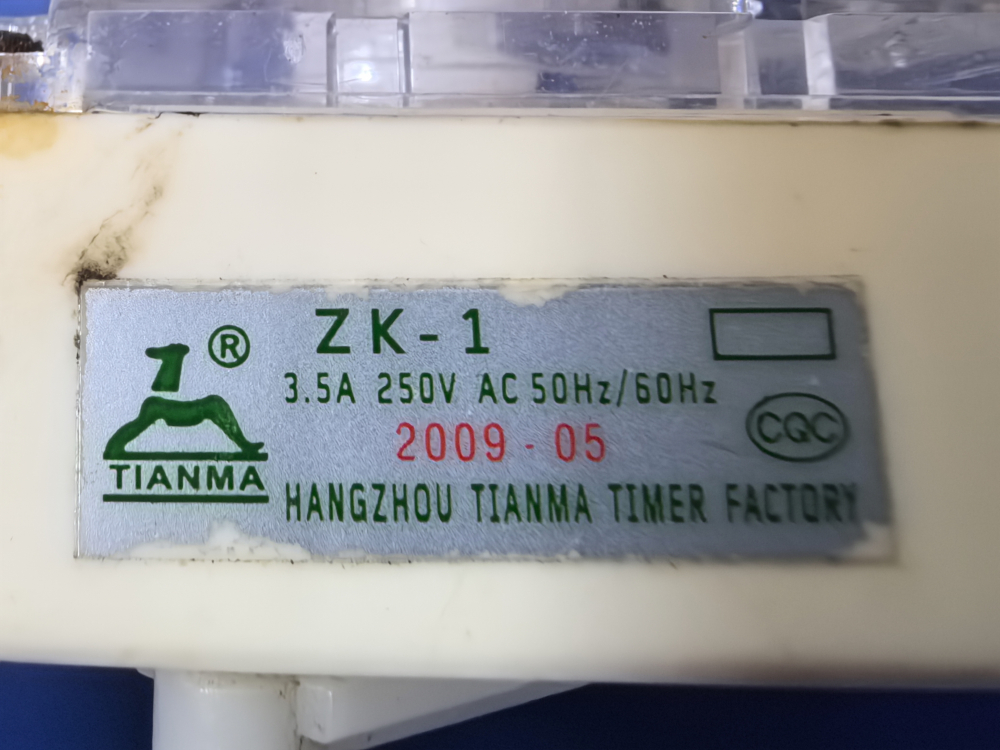 ®
TIANMA
ZK-1
3.5A 250V AC 50Hz/60Hz
2009-05
HANGZHOU TIANMA TIMER FACTORY
CQC